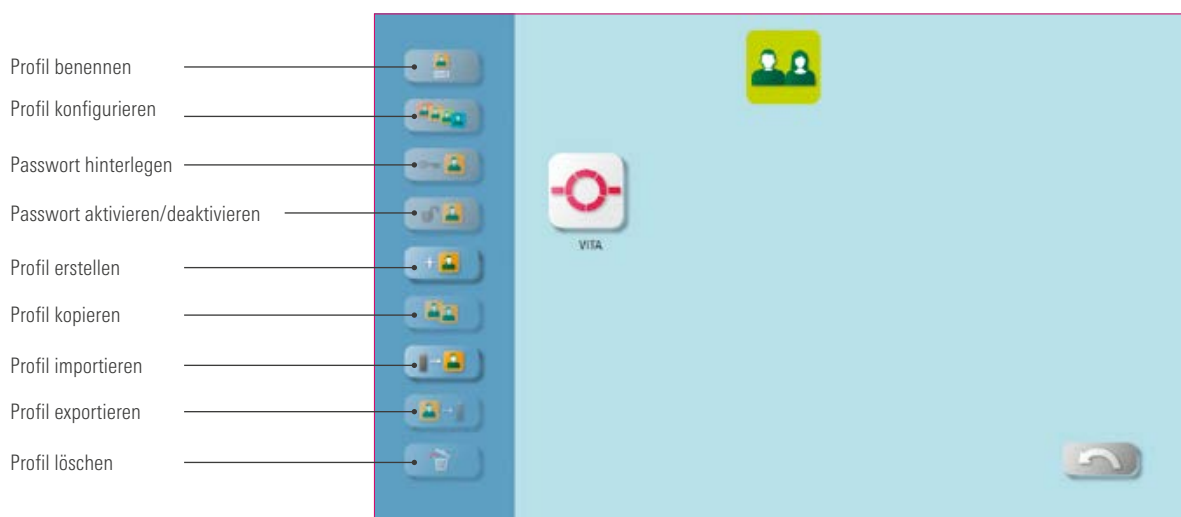 Profil benennen
Profil konfigurieren
Passwort hinterlegen
Passwort aktivieren/deaktivieren
Profil erstellen
Profil kopieren
Profil importieren
Profil exportieren
Profil löschen
VITA